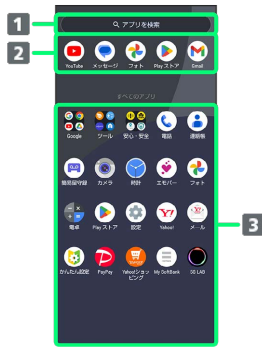 1
アプリを検索
2
YouTube メッセージ フォト Play ストア Gmail
すべてのアプリ
Google ツール 安心・安全 電話 連絡帳
簡易留守録 カメラ 時計 エモパー フォト
3
電卓 Play ストア 設定 Yahoo! メール
かんたん設定 PayPay Yahoo!ショッピング My SoftBank 5G LAB